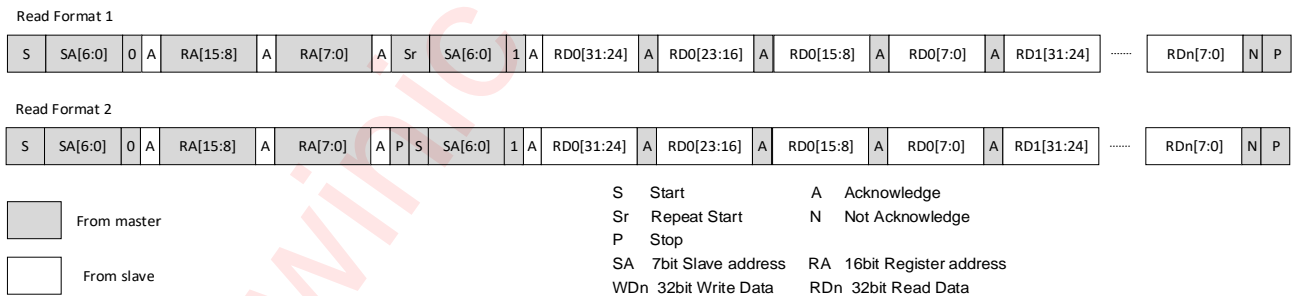 Read Format 1
S SA[6:0] 0 A RA[15:8] A RA[7:0] A Sr SA[6:0] 1 A RD0[31:24] A RD0[23:16] A RD0[15:8] A RD0[7:0] A RD1[31:24] ....... RDn[7:0] N P
Read Format 2
S SA[6:0] 0 A RA[15:8] A RA[7:0] A P S SA[6:0] 1 A RD0[31:24] A RD0[23:16] A RD0[15:8] A RD0[7:0] A RD1[31:24] ....... RDn[7:0] N P
From master
From slave
S Start A Acknowledge
Sr Repeat Start N Not Acknowledge
P Stop
SA 7bit Slave address RA 16bit Register address
WDn 32bit Write Data RDn 32bit Read Data
winic